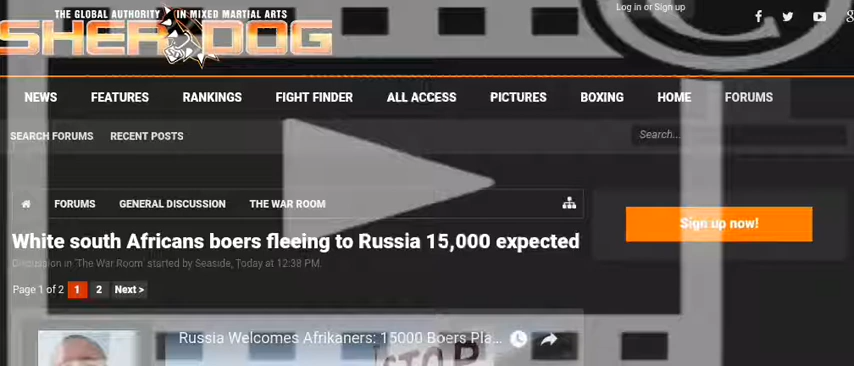 THE GLOBAL AUTHORITY IN MIXED MARTIAL ARTS
SHERDOG
Log in or Sign up
NEWS FEATURES RANKINGS FIGHT FINDER ALL ACCESS PICTURES BOXING HOME FORUMS
SEARCH FORUMS RECENT POSTS
Search...
FORUMS GENERAL DISCUSSION THE WAR ROOM
Sign up now!
White south Africans boers fleeing to Russia 15,000 expected
Discussion in 'The War Room' started by Seaside, Today at 12:38 PM.
Page 1 of 2 1 2 Next >
Russia Welcomes Afrikaners: 15000 Boers Pla...
STOP